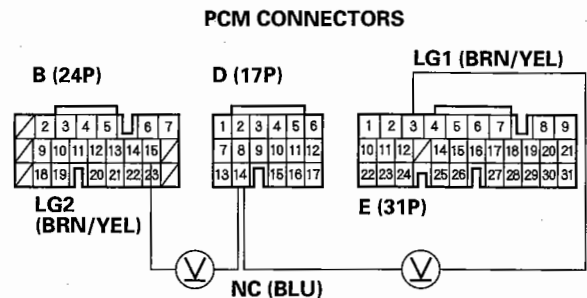 PCM CONNECTORS
B (24P)
D (17P)
LG1 (BRN/YEL)
2 3 4 5 6 7
9 10 11 12 13 14 15
18 19 20 21 22 23
1 2 3 4 5 6
7 8 9 10 11 12
13 14 15 16 17
1 2 3 4 5 6 7 8 9
10 11 12 14 15 16 17 18 19 20 21
22 23 24 25 26 27 28 29 30 31
LG2
(BRN/YEL)
E (31P)
V
V
NC (BLU)